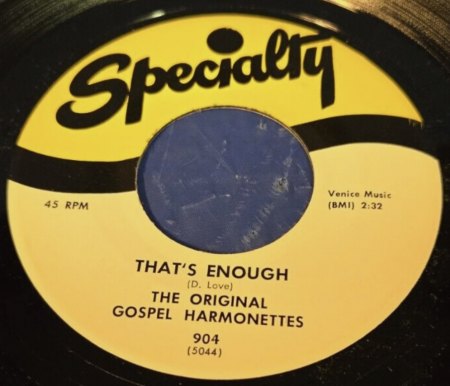 Specialty
45 RPM
Venice Music
(BMI) 2:32
THAT'S ENOUGH
(D. Love)
THE ORIGINAL
GOSPEL HARMONETTES
904
(5044)